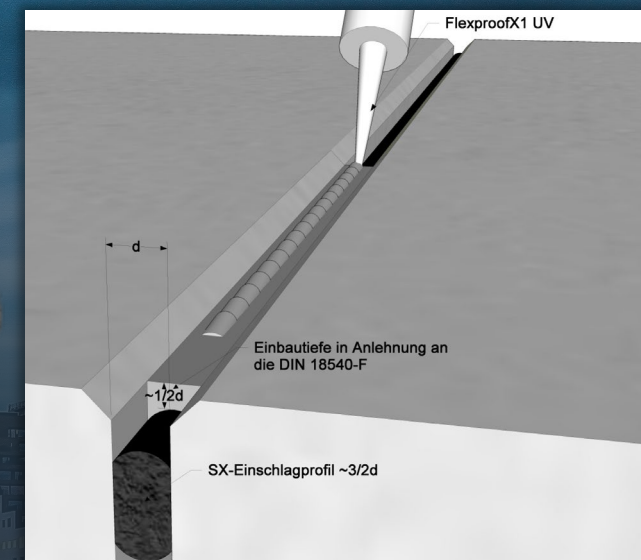 FlexproofX1 UV
d
Einbautiefe in Anlehnung an
die DIN 18540-F
~1/2d
SX-Einschlagprofil ~3/2d